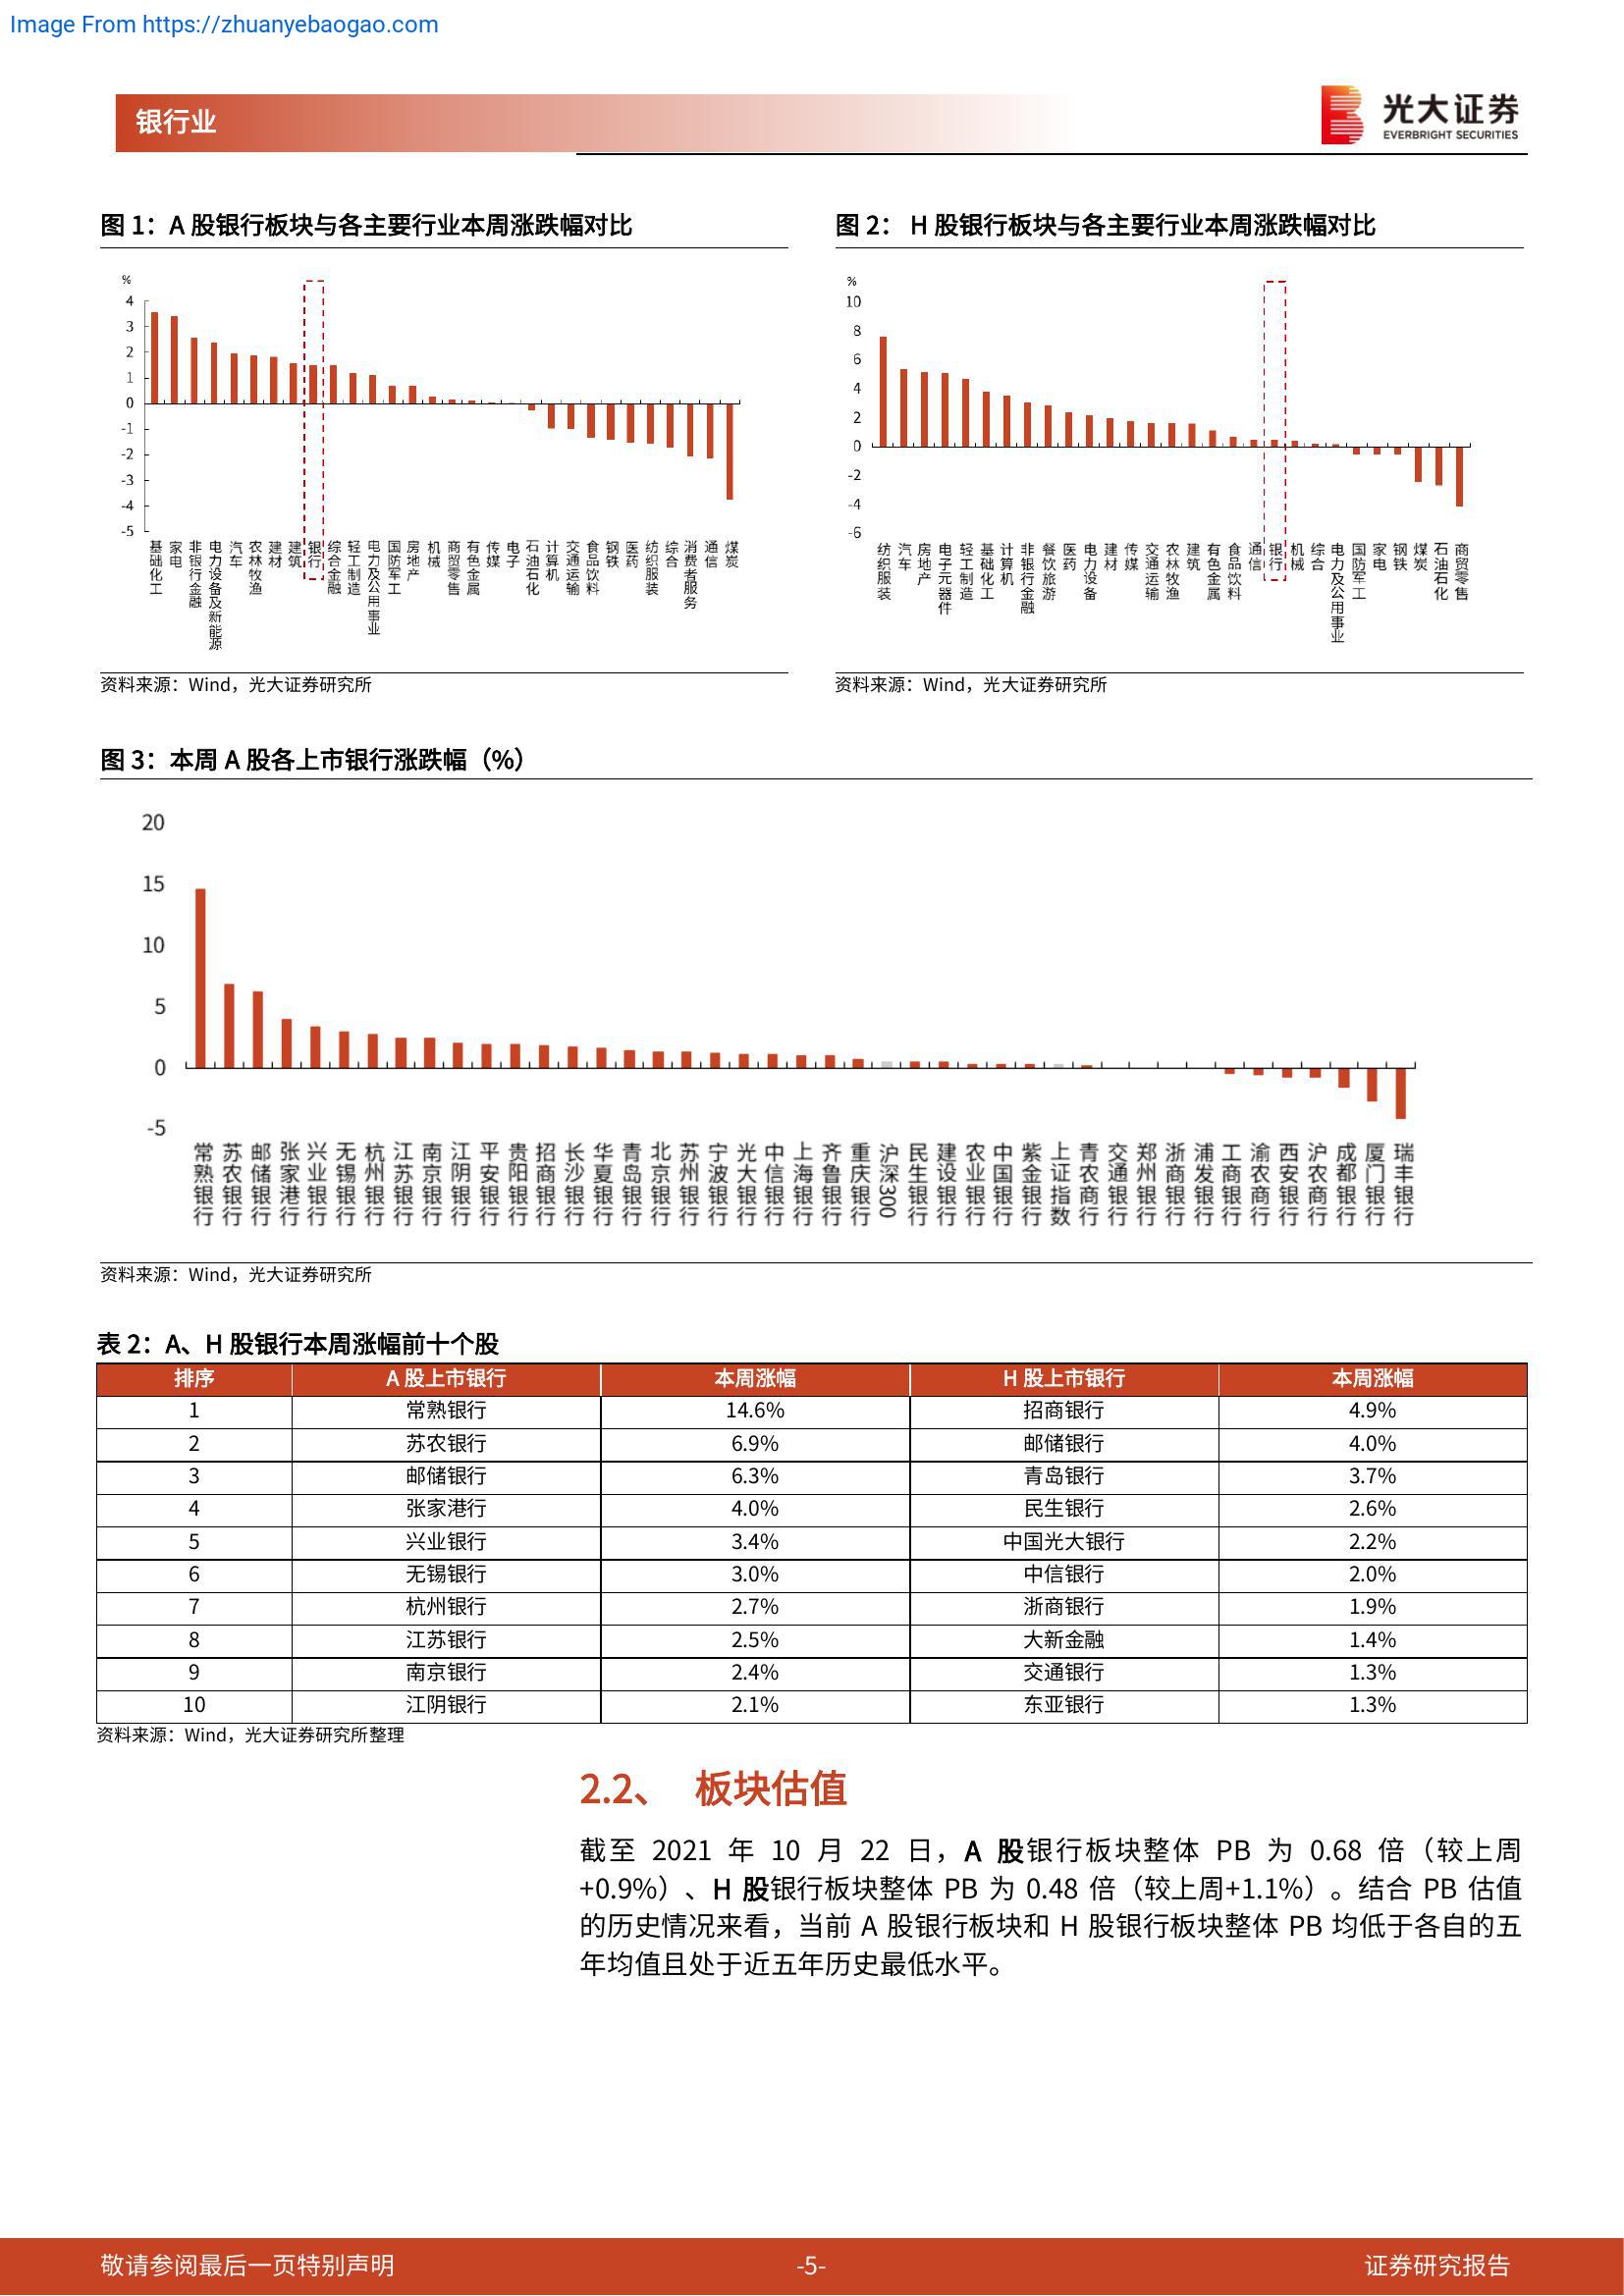 Image From https://zhuanyebaogao.com
银行业
光大证券
EVERBRIGHT SECURITIES
图 1：A 股银行板块与各主要行业本周涨跌幅对比
%
4
3
2
1
0
-1
-2
-3
-4
-5
基础化工
家电
非银行金融
电力设备及新能源
汽车
农林牧渔
建材
建筑
银行
综合金融
轻工制造
电力及公用事业
国防军工
房地产
机械
商贸零售
有色金属
传媒
电子
石油石化
计算机
交通运输
食品饮料
钢铁
医药
纺织服装
综合
消费者服务
通信
煤炭
资料来源：Wind，光大证券研究所
图 2： H 股银行板块与各主要行业本周涨跌幅对比
%
10
8
6
4
2
0
-2
-4
-6
纺织服装
汽车
房地产
电子元器件
轻工制造
基础化工
计算机
非银行金融
餐饮旅游
医药
电力设备
建材
传媒
交通运输
农林牧渔
建筑
有色金属
食品饮料
通信
银行
机械
综合
电力及公用事业
国防军工
家电
钢铁
煤炭
石油石化
商贸零售
资料来源：Wind，光大证券研究所
图 3：本周 A 股各上市银行涨跌幅（%）
20
15
10
5
0
-5
常熟银行
苏农银行
邮储银行
张家港行
兴业银行
无锡银行
杭州银行
江苏银行
南京银行
江阴银行
平安银行
贵阳银行
招商银行
长沙银行
华夏银行
青岛银行
北京银行
苏州银行
宁波银行
光大银行
中信银行
上海银行
齐鲁银行
重庆银行
沪深300
民生银行
建设银行
农业银行
中国银行
紫金银行
上证指数
青农商行
交通银行
郑州银行
浙商银行
浦发银行
工商银行
渝农商行
西安银行
沪农商行
成都银行
厦门银行
瑞丰银行
资料来源：Wind，光大证券研究所
表 2：A、H 股银行本周涨幅前十个股
排序 A 股上市银行 本周涨幅 H 股上市银行 本周涨幅
1 常熟银行 14.6% 招商银行 4.9%
2 苏农银行 6.9% 邮储银行 4.0%
3 邮储银行 6.3% 青岛银行 3.7%
4 张家港行 4.0% 民生银行 2.6%
5 兴业银行 3.4% 中国光大银行 2.2%
6 无锡银行 3.0% 中信银行 2.0%
7 杭州银行 2.7% 浙商银行 1.9%
8 江苏银行 2.5% 大新金融 1.4%
9 南京银行 2.4% 交通银行 1.3%
10 江阴银行 2.1% 东亚银行 1.3%
资料来源：Wind，光大证券研究所整理
2.2、 板块估值
截至 2021 年 10 月 22 日，A 股银行板块整体 PB 为 0.68 倍（较上周
+0.9%）、H 股银行板块整体 PB 为 0.48 倍（较上周+1.1%）。结合 PB 估值
的历史情况来看，当前 A 股银行板块和 H 股银行板块整体 PB 均低于各自的五
年均值且处于近五年历史最低水平。
敬请参阅最后一页特别声明
-5-
证券研究报告